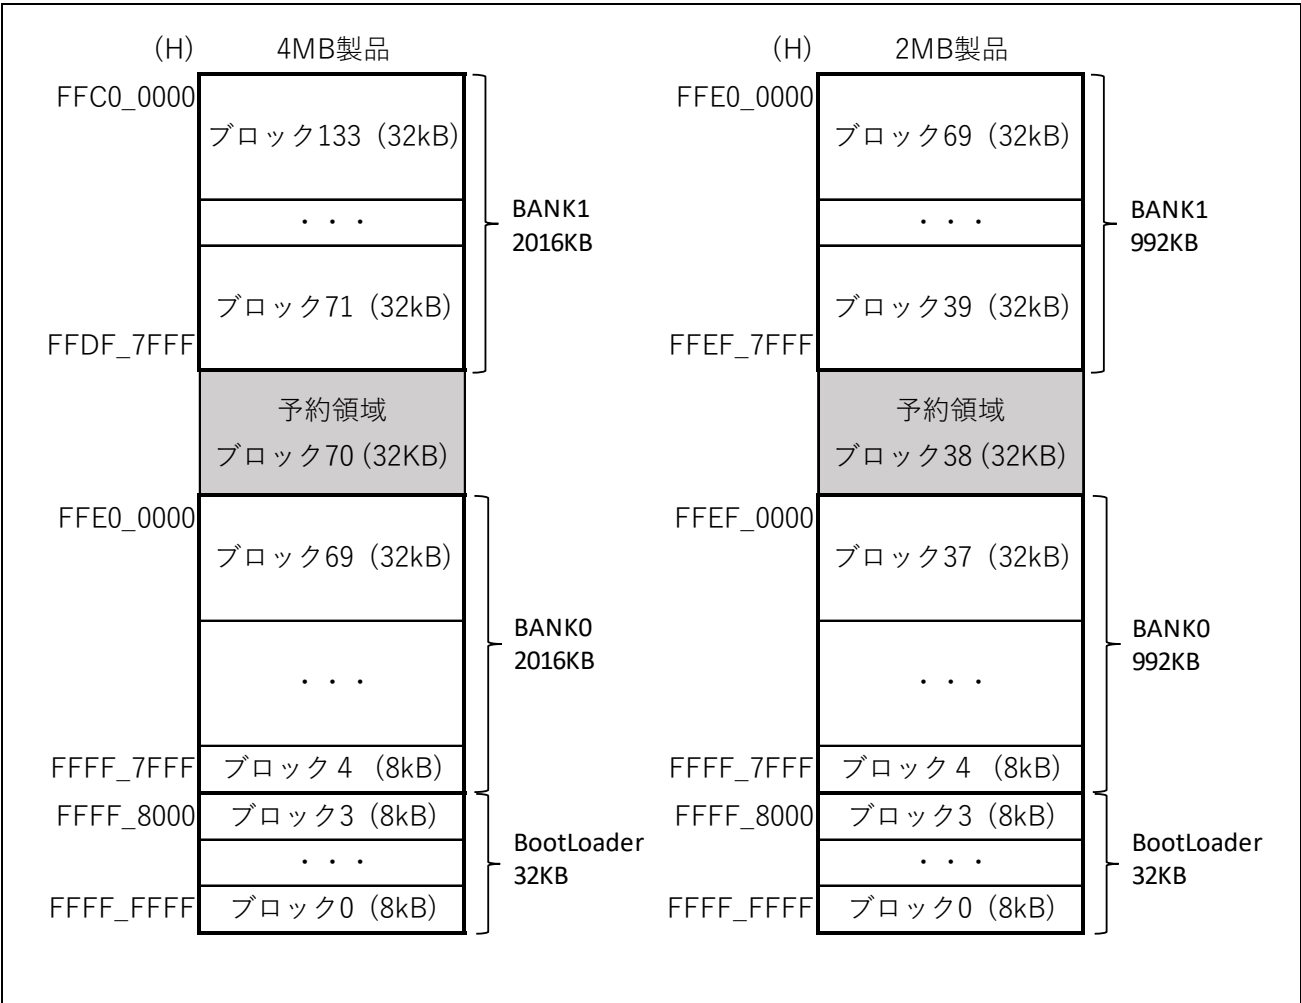 (H) 4MB製品
FFC0_0000
ブロック133 (32kB)
・・・
BANK1
2016KB
ブロック71 (32kB)
FFDF_7FFF
予約領域
ブロック70 (32KB)
FFE0_0000
ブロック69 (32kB)
BANK0
2016KB
・・・
FFFF_7FFF ブロック４ (8kB)
FFFF_8000 ブロック3 (8kB)
・・・
BootLoader
32KB
FFFF_FFFF ブロック0 (8kB)
(H) 2MB製品
FFE0_0000
ブロック69 (32kB)
・・・
BANK1
992KB
ブロック39 (32kB)
FFEF_7FFF
予約領域
ブロック38 (32KB)
FFEF_0000
ブロック37 (32kB)
BANK0
992KB
・・・
FFFF_7FFF ブロック４ (8kB)
FFFF_8000 ブロック3 (8kB)
・・・
BootLoader
32KB
FFFF_FFFF ブロック0 (8kB)